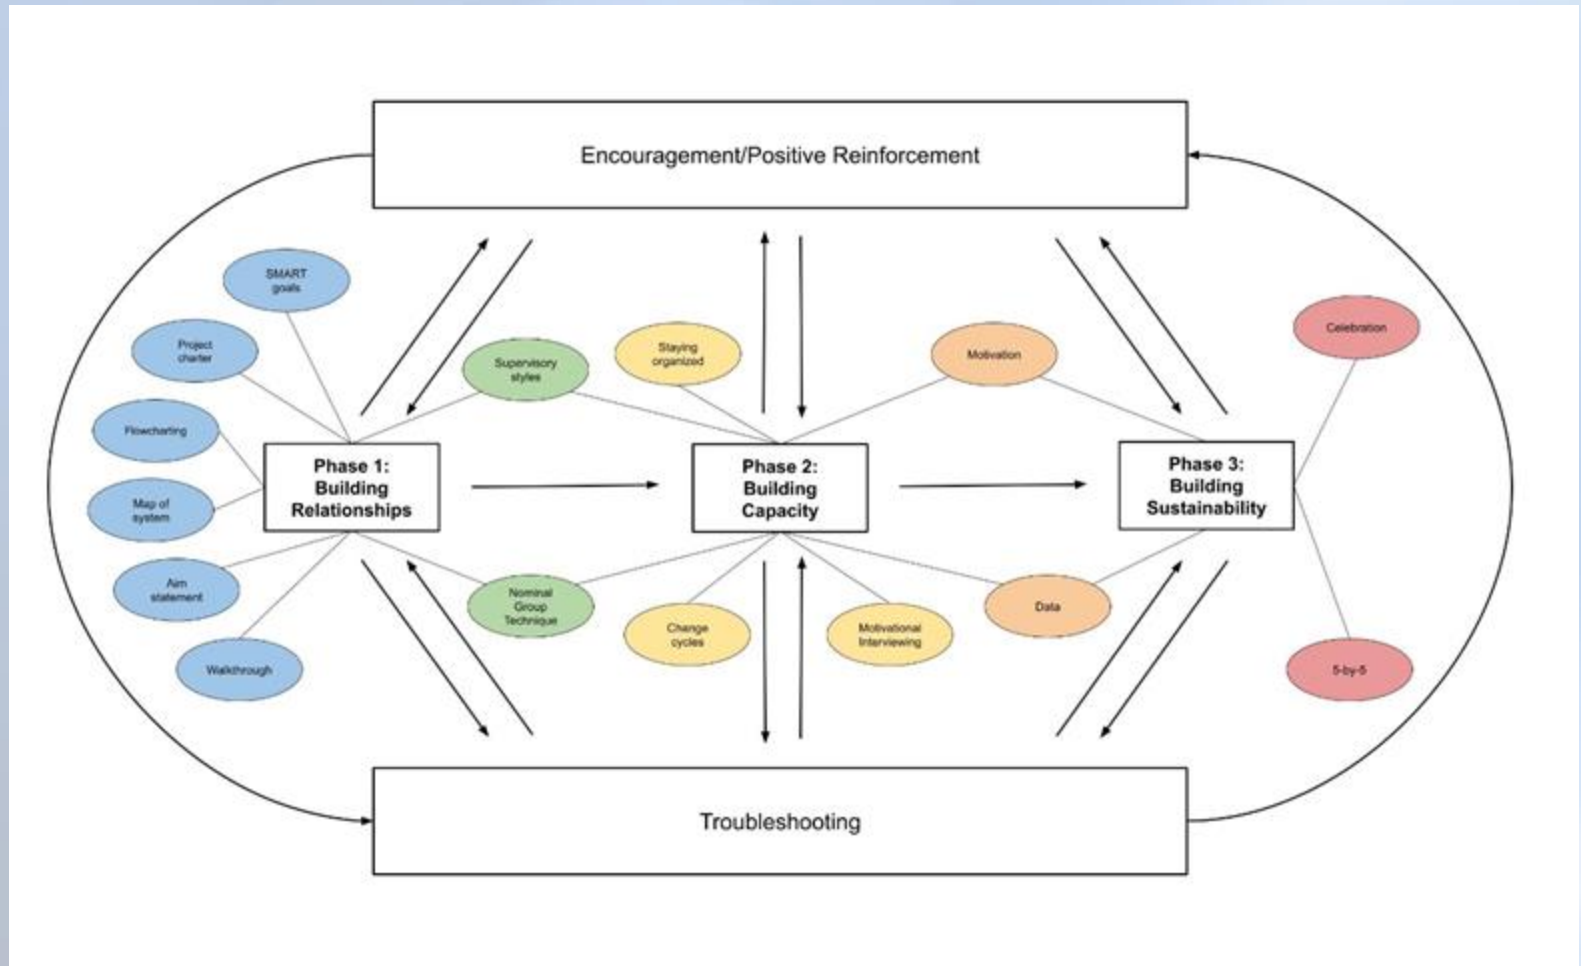 Encouragement/Positive Reinforcement
SMART
goals
Project
charter
Flowcharting
Map of
system
Aim
statement
Walkthrough
Supervisory
styles
Staying
organized
Motivation
Celebration
Phase 1:
Building
Relationships
Phase 2:
Building
Capacity
Phase 3:
Building
Sustainability
Nominal
Group
Technique
Change
cycles
Motivational
Interviewing
Data
5-by-5
Troubleshooting